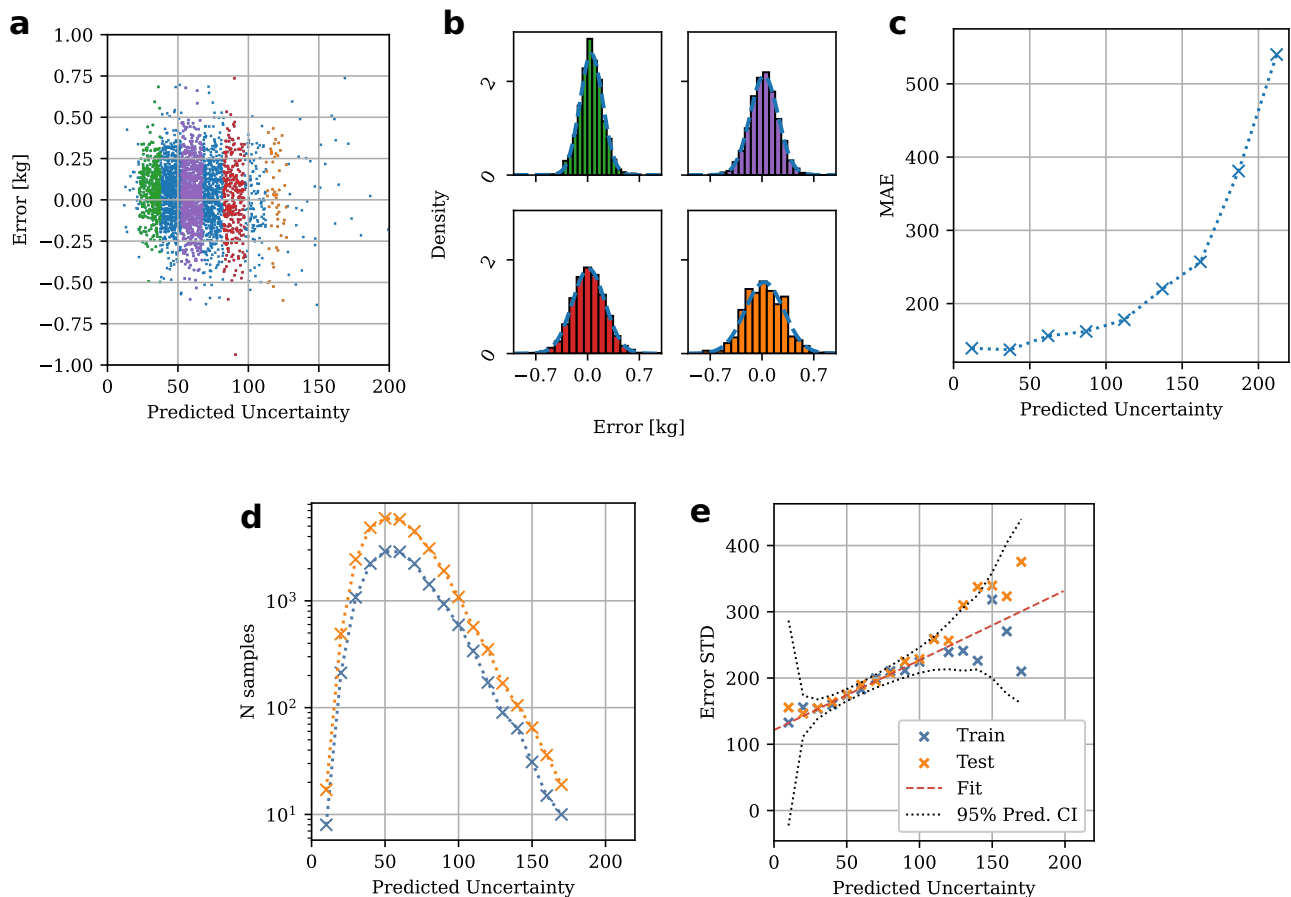 a
1.00
0.75
0.50
0.25
0.00
−0.25
−0.50
−0.75
−1.00
Error [kg]
0 50 100 150 200
Predicted Uncertainty
b
2
0
2
0
Density
−0.7 0.0 0.7
−0.7 0.0 0.7
Error [kg]
c
500
400
300
200
MAE
0 50 100 150 200
Predicted Uncertainty
d
10³
10²
10¹
N samples
0 50 100 150 200
Predicted Uncertainty
e
400
300
200
100
0
Error STD
Train
Test
Fit
95% Pred. CI
0 50 100 150 200
Predicted Uncertainty